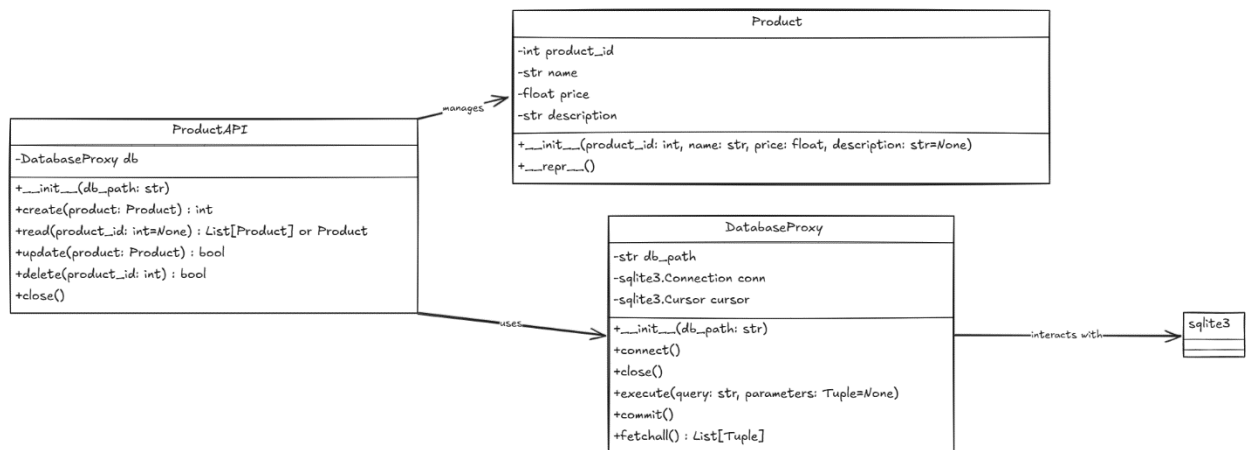 Product
-int product_id
-str name
-float price
-str description
+__init__(product_id: int, name: str, price: float, description: str=None)
+__repr__()
manages
ProductAPI
-DatabaseProxy db
+__init__(db_path: str)
+create(product: Product) : int
+read(product_id: int=None) : List[Product] or Product
+update(product: Product) : bool
+delete(product_id: int) : bool
+close()
uses
DatabaseProxy
-str db_path
-sqlite3.Connection conn
-sqlite3.Cursor cursor
+__init__(db_path: str)
+connect()
+close()
+execute(query: str, parameters: Tuple=None)
+commit()
+fetchall() : List[Tuple]
interacts with
sqlite3